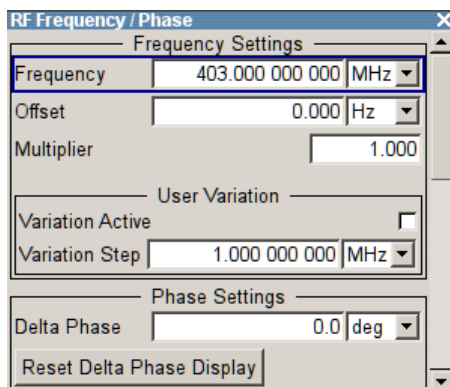 RF Frequency / Phase
Frequency Settings
Frequency 403.000 000 000 MHz
Offset 0.000 Hz
Multiplier 1.000
User Variation
Variation Active
Variation Step 1.000 000 000 MHz
Phase Settings
Delta Phase 0.0 deg
Reset Delta Phase Display